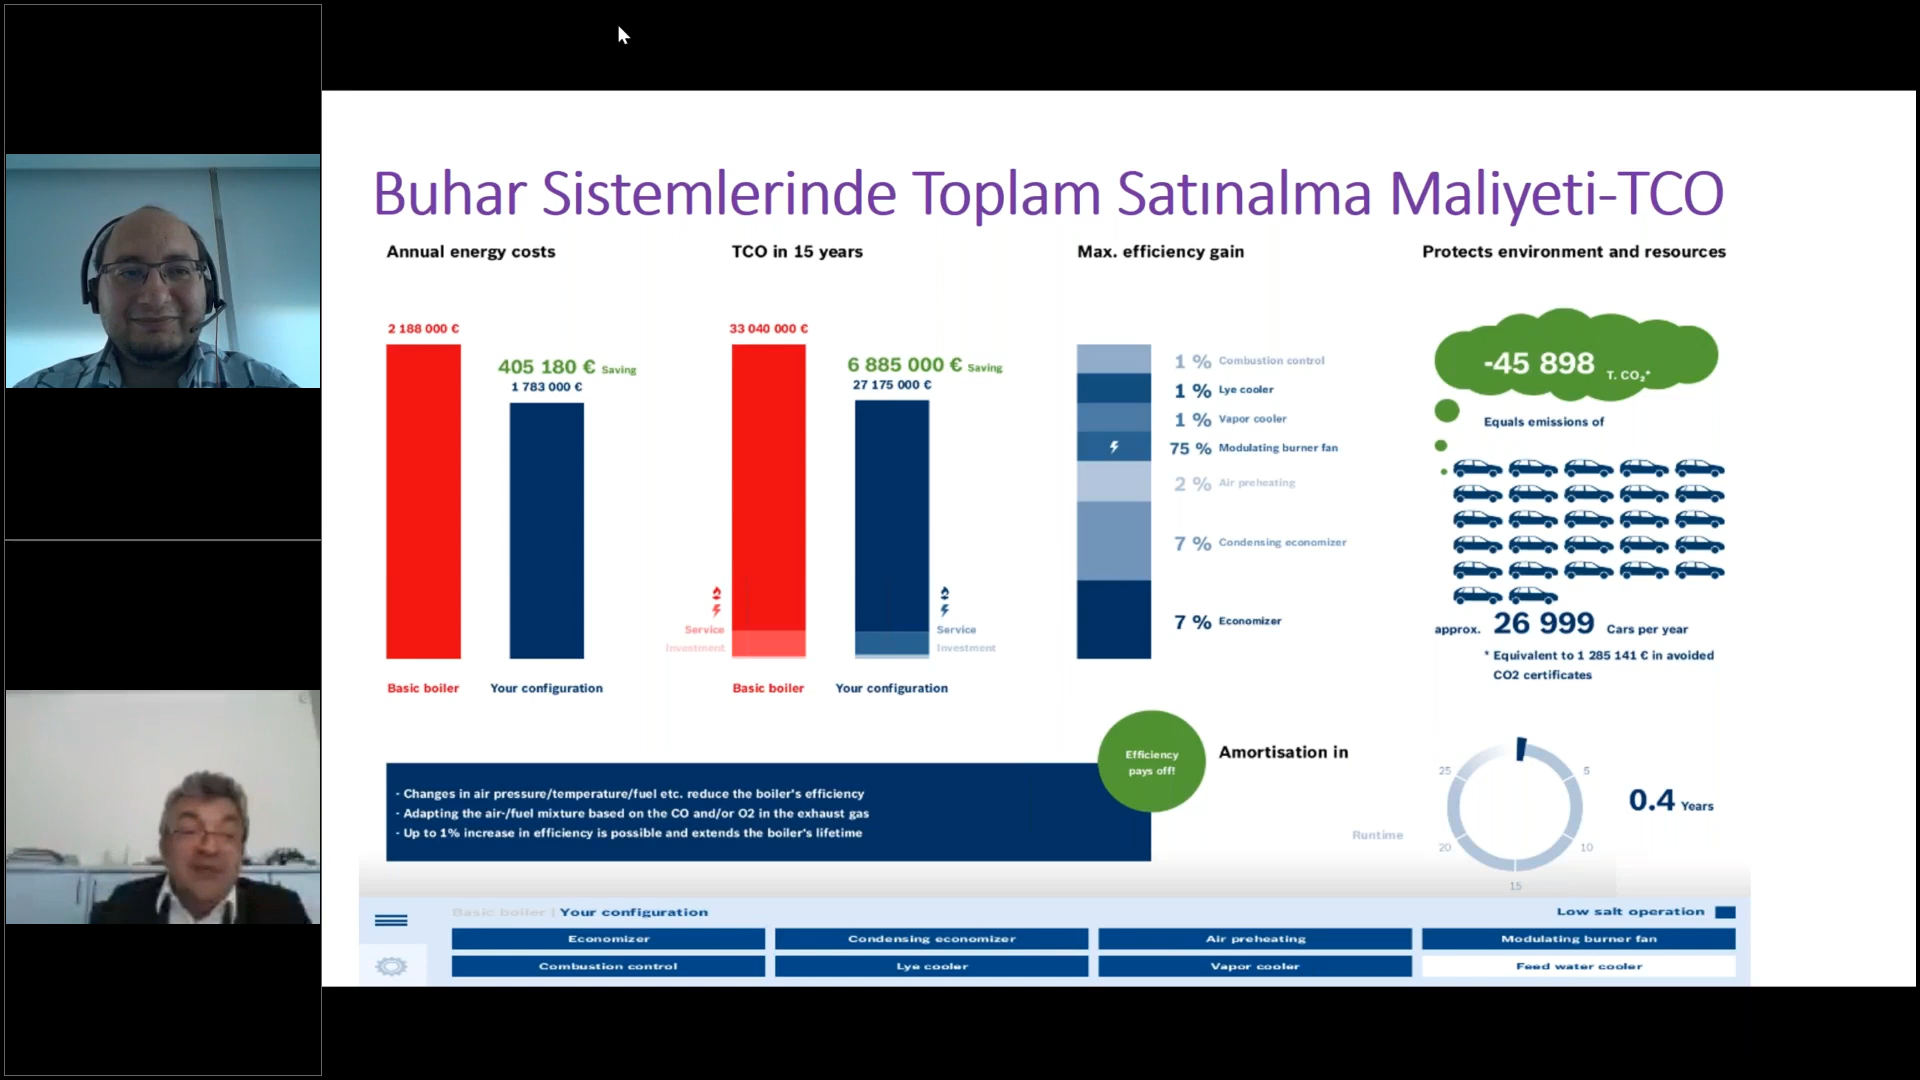 Buhar Sistemlerinde Toplam Satınalma Maliyeti-TCO
Annual energy costs
2 188 000 €
405 180 € Saving
1 783 000 €
Basic boiler
Your configuration
TCO in 15 years
33 040 000 €
6 885 000 € Saving
27 175 000 €
Service
Investment
Service
Investment
Basic boiler
Your configuration
Max. efficiency gain
1 % Combustion control
1 % Lye cooler
1 % Vapor cooler
75 % Modulating burner fan
2 % Air preheating
7 % Condensing economizer
7 % Economizer
Protects environment and resources
-45 898 T. CO₂*
Equals emissions of
approx. 26 999 Cars per year
* Equivalent to 1 285 141 € in avoided
CO2 certificates
- Changes in air pressure/temperature/fuel etc. reduce the boiler's efficiency
- Adapting the air-/fuel mixture based on the CO and/or O2 in the exhaust gas
- Up to 1% increase in efficiency is possible and extends the boiler's lifetime
Efficiency
pays off!
Amortisation in
Runtime
25
5
20
10
15
0.4 Years
Basic boiler | Your configuration
Low salt operation
Economizer
Condensing economizer
Air preheating
Modulating burner fan
Combustion control
Lye cooler
Vapor cooler
Feed water cooler